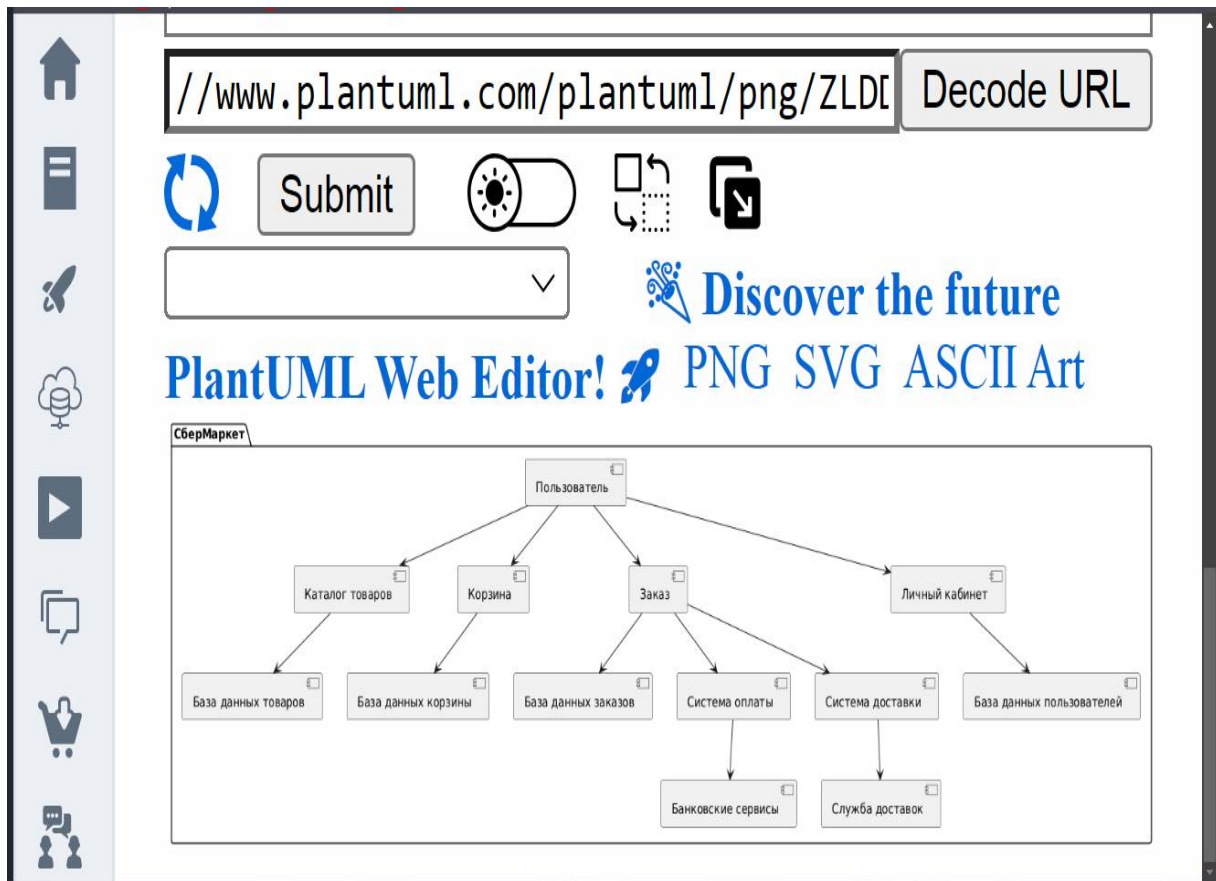 //www.plantuml.com/plantuml/png/ZLDD
Decode URL
Submit
Discover the future
PlantUML Web Editor!
PNG SVG ASCII Art
СберМаркет
Пользователь
Каталог товаров
Корзина
Заказ
Личный кабинет
База данных товаров
База данных корзины
База данных заказов
Система оплаты
Система доставки
База данных пользователей
Банковские сервисы
Служба доставок